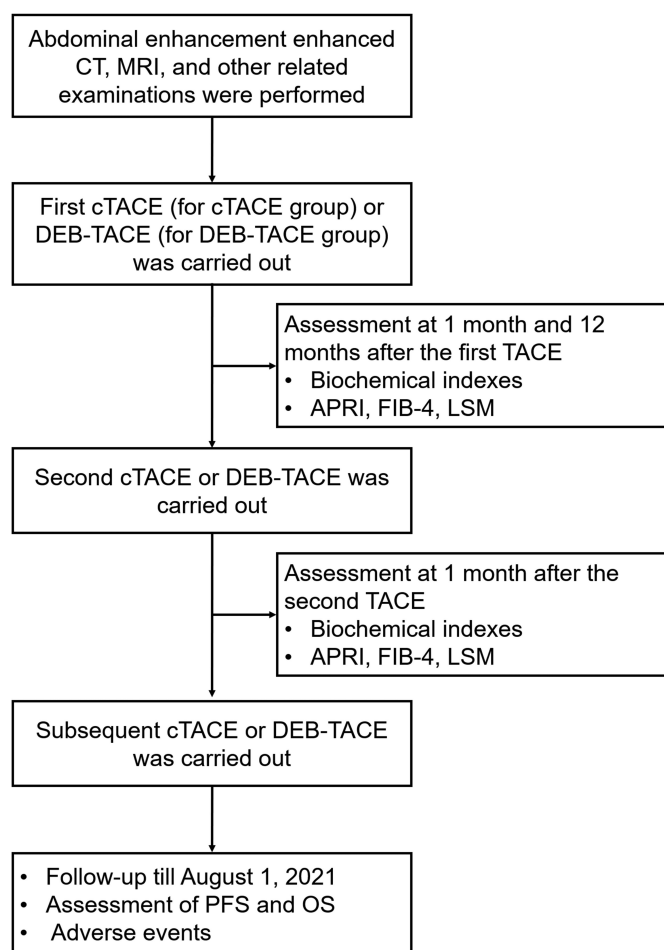 Abdominal enhancement enhanced
CT, MRI, and other related
examinations were performed
First cTACE (for cTACE group) or
DEB-TACE (for DEB-TACE group)
was carried out
Assessment at 1 month and 12
months after the first TACE
• Biochemical indexes
• APRI, FIB-4, LSM
Second cTACE or DEB-TACE was
carried out
Assessment at 1 month after the
second TACE
• Biochemical indexes
• APRI, FIB-4, LSM
Subsequent cTACE or DEB-TACE
was carried out
• Follow-up till August 1, 2021
• Assessment of PFS and OS
• Adverse events